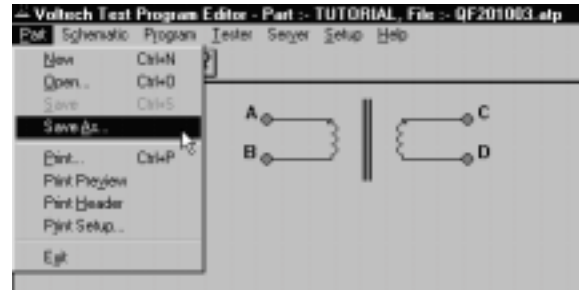 Voltech Test Program Editor - Part :- TUTORIAL, File :- QF201003.atp
Part Schematic Program Tester Server Setup Help
New Ctrl+N
Open... Ctrl+O
Save Ctrl+S
Save As...
Print... Ctrl+P
Print Preview
Print Header
Print Setup...
Exit
A C
B D